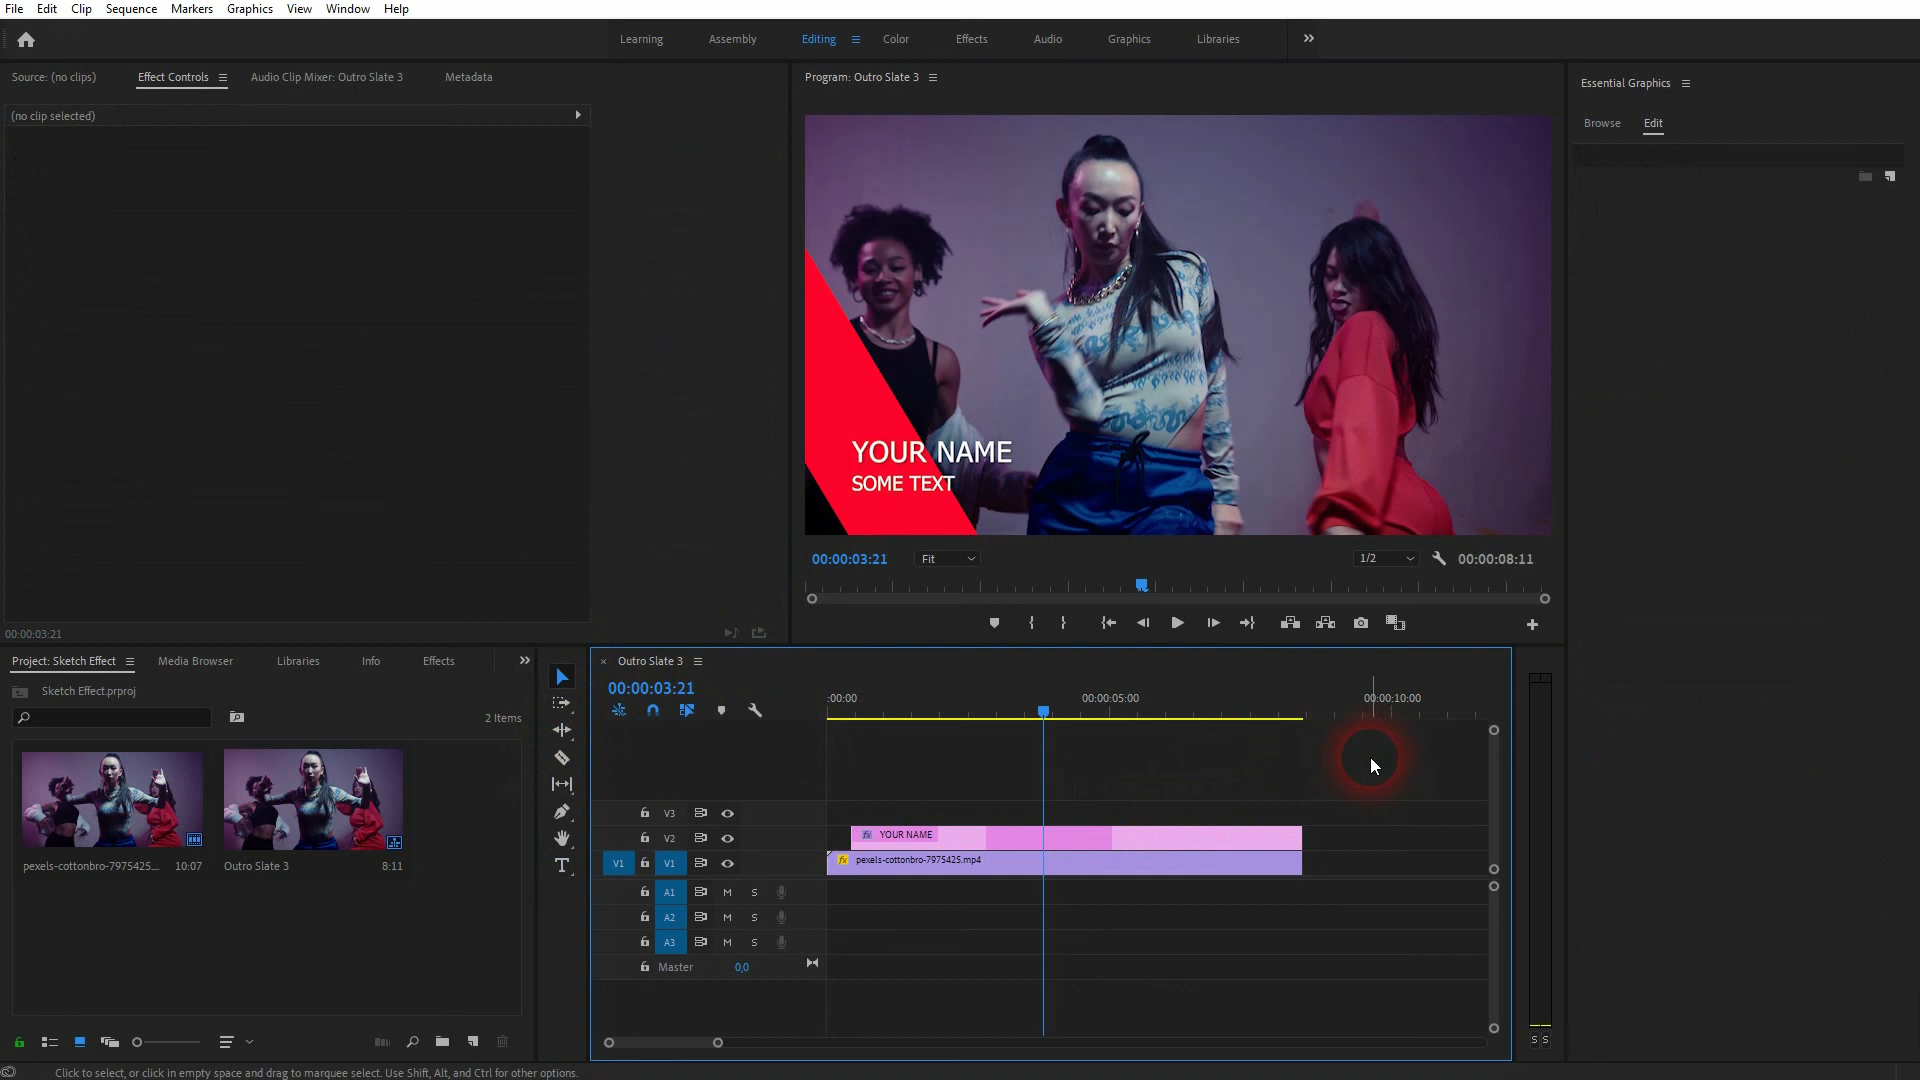 File Edit Clip Sequence Markers Graphics View Window Help
Learning Assembly Editing Color Effects Audio Graphics Libraries
Source: (no clips) Effect Controls Audio Clip Mixer: Outro Slate 3 Metadata
Program: Outro Slate 3
Essential Graphics
(no clip selected)
Browse Edit
YOUR NAME
SOME TEXT
00:00:03:21 Fit 1/2 00:00:08:11
00:00:03:21
Project: Sketch Effect Media Browser Libraries Info Effects
Outro Slate 3
Sketch Effect.prproj
00:00:03:21
:00:00 00:00:05:00 00:00:10:00
2 Items
V3
V2 fx YOUR NAME
V1 V1 fx pexels-cottonbro-7975425.mp4
pexels-cottonbro-7975425... 10:07 Outro Slate 3 8:11
A1 M S
A2 M S
A3 M S
Master 0,0
S S
Click to select, or click in empty space and drag to marquee select. Use Shift, Alt, and Ctrl for other options.